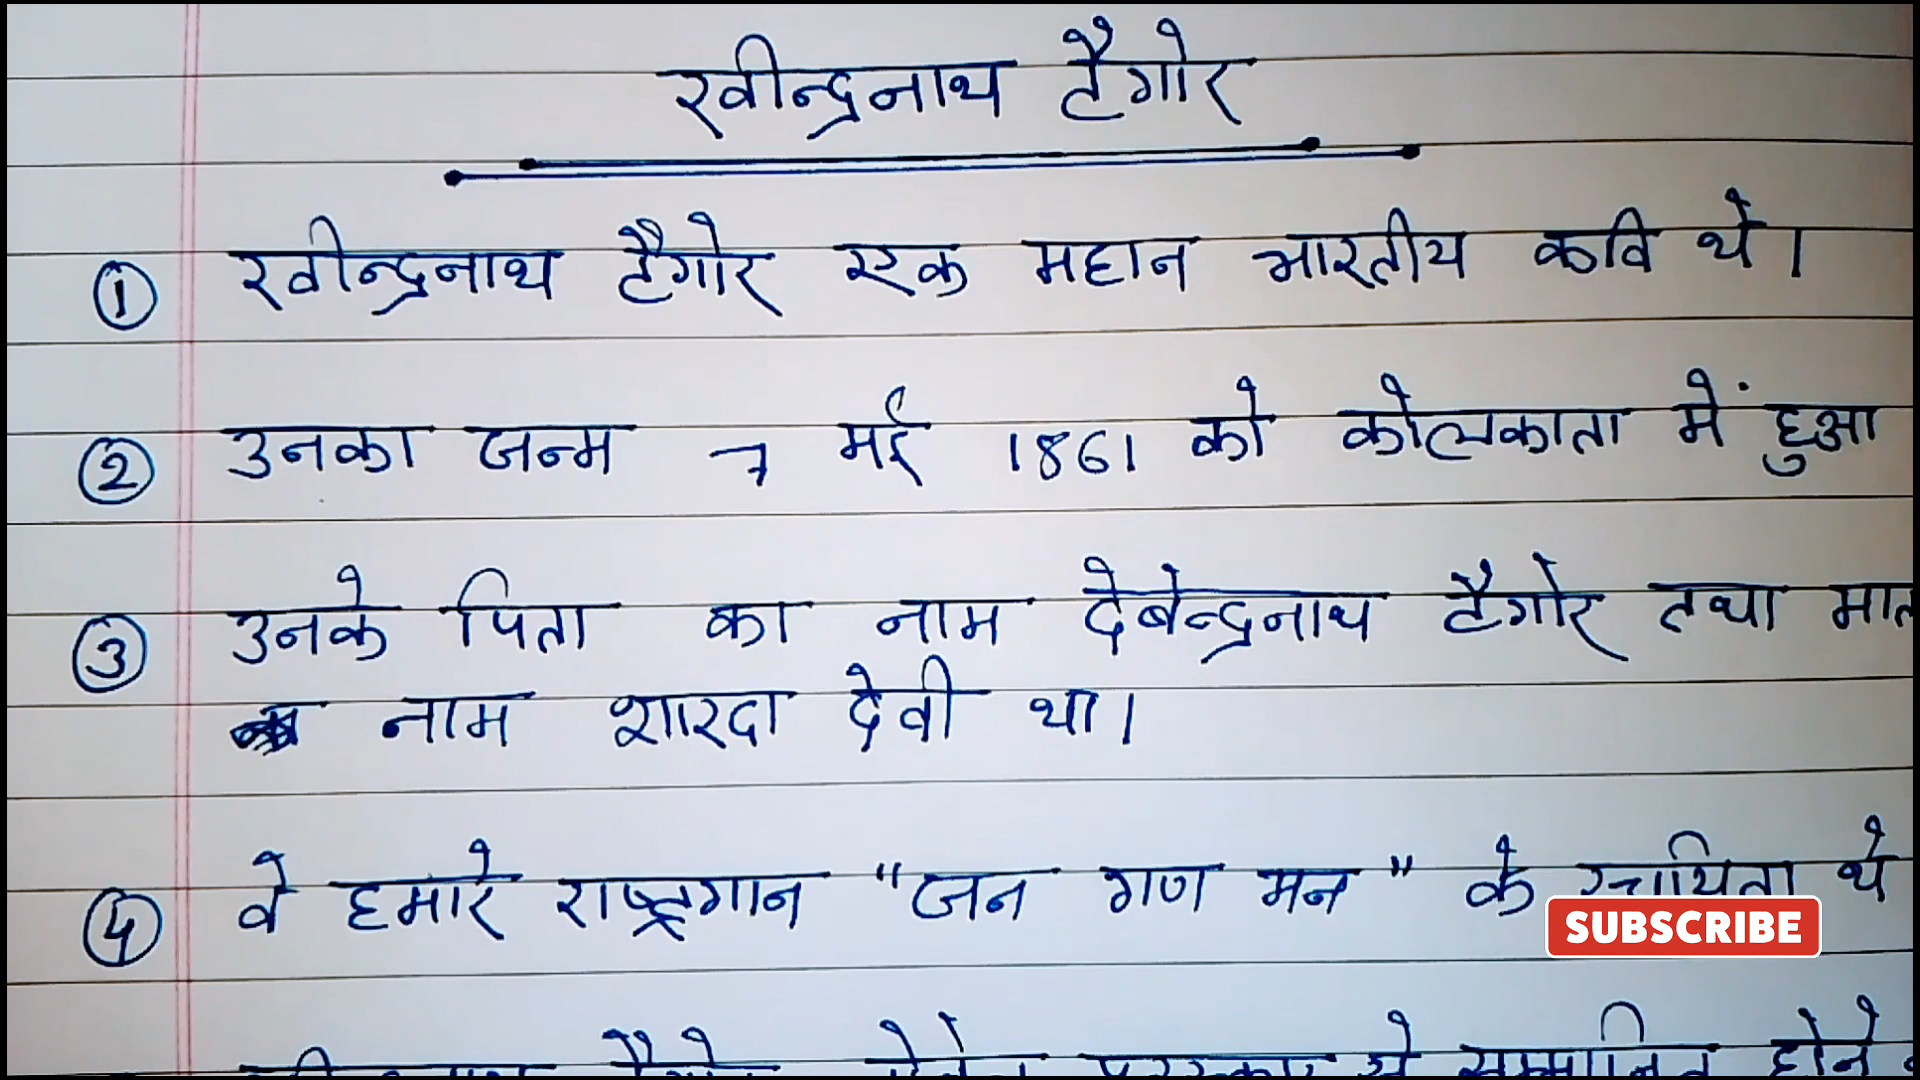 रवीन्द्रनाथ टैगोर
① रवीन्द्रनाथ टैगोर एक महान भारतीय कवि थे।
② उनका जन्म 7 मई 1861 को कोलकाता में हुआ
③ उनके पिता का नाम देबेन्द्रनाथ टैगोर तथा मात
नाम शारदा देवी था।
④ वे हमारे राष्ट्रगान "जन गण मन" के रचयिता थे
SUBSCRIBE